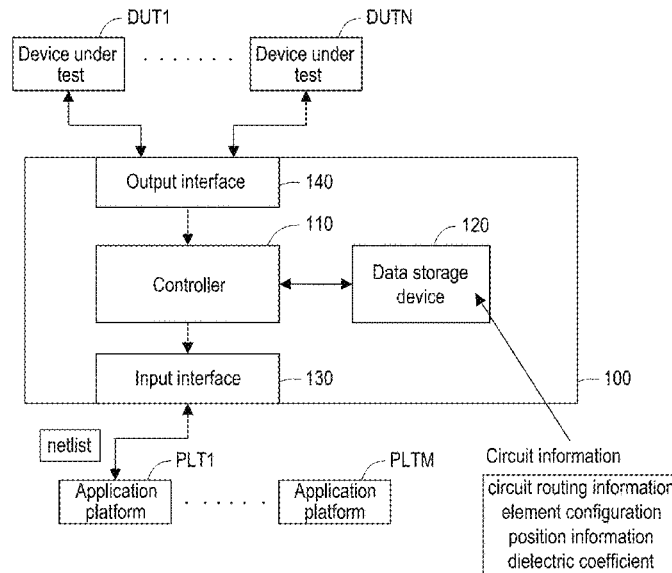 DUT1
DUTN
Device under
test
Device under
test
Output interface
140
110
120
Controller
Data storage
device
Input interface
130
100
netlist
PLT1
PLTM
Circuit information
Application
platform
Application
platform
circuit routing information
element configuration
position information
dielectric coefficient